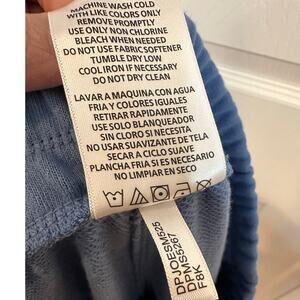 MACHINE WASH COLD
WITH LIKE COLORS ONLY
REMOVE PROMPTLY
USE ONLY NON CHLORINE
BLEACH WHEN NEEDED
DO NOT USE FABRIC SOFTENER
TUMBLE DRY LOW
COOL IRON IF NECESSARY
DO NOT DRY CLEAN
LAVAR A MAQUINA CON AGUA
FRIA Y COLORES IGUALES
RETIRAR RAPIDAMENTE
USE SOLO BLANQUEADOR
SIN CLORO SI NECESITA
NO USAR SUAVIZANTE DE TELA
SECAR A CICLO SUAVE
PLANCHA FRIA SI ES NECESARIO
NO LIMPIAR EN SECO
DPJOESM525
DPMS5267
F8K